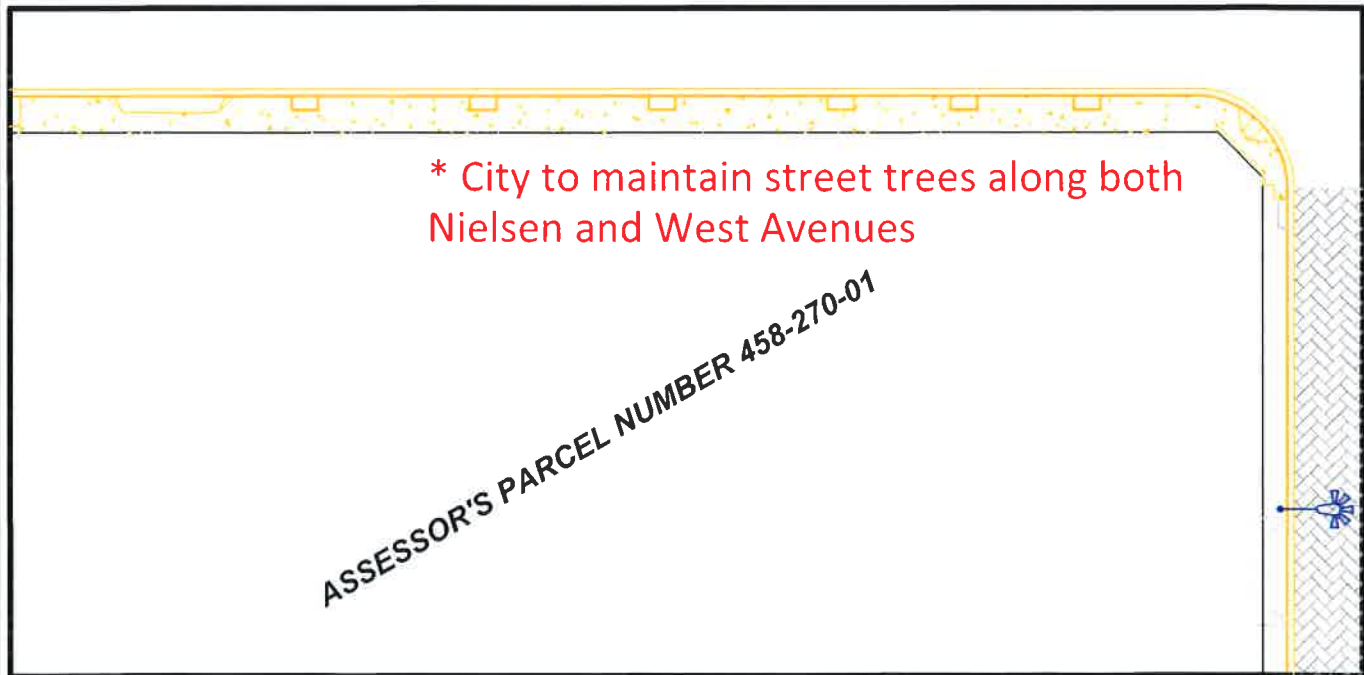 * City to maintain street trees along both
Nielsen and West Avenues
ASSESSOR'S PARCEL NUMBER 458-270-01